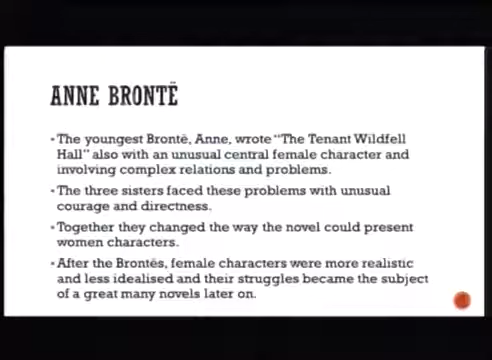 ANNE BRONTË
▪The youngest Brontë, Anne, wrote "The Tenant Wildfell
Hall" also with an unusual central female character and
involving complex relations and problems.
▪The three sisters faced these problems with unusual
courage and directness.
▪Together they changed the way the novel could present
women characters.
▪After the Brontës, female characters were more realistic
and less idealised and their struggles became the subject
of a great many novels later on.